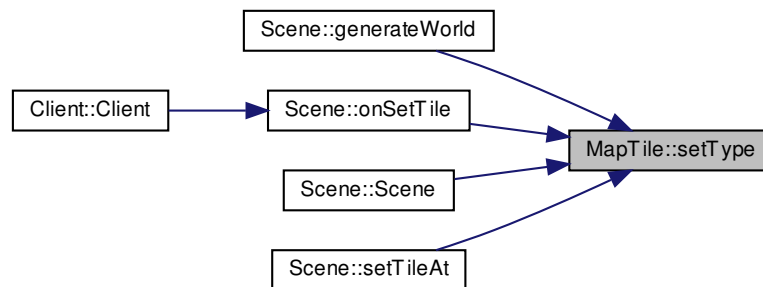 Scene::generateWorld
Client::Client
Scene::onSetTile
MapTile::setType
Scene::Scene
Scene::setTileAt